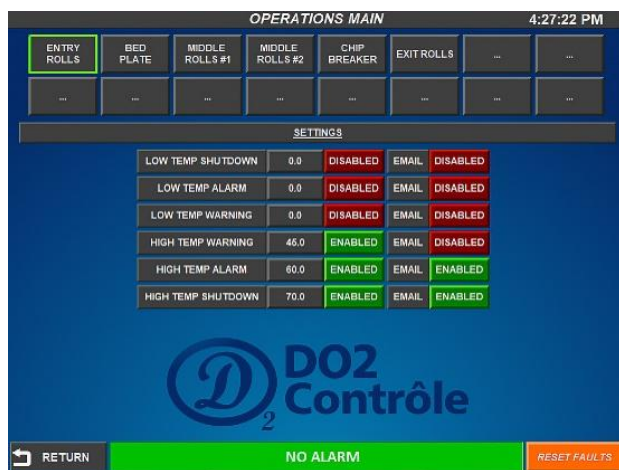 OPERATIONS MAIN 4:27:22 PM
ENTRY ROLLS
BED PLATE
MIDDLE ROLLS #1
MIDDLE ROLLS #2
CHIP BREAKER
EXIT ROLLS
...
...
...
...
...
...
...
...
...
...
SETTINGS
LOW TEMP SHUTDOWN 0.0 DISABLED EMAIL DISABLED
LOW TEMP ALARM 0.0 DISABLED EMAIL DISABLED
LOW TEMP WARNING 0.0 DISABLED EMAIL DISABLED
HIGH TEMP WARNING 45.0 ENABLED EMAIL DISABLED
HIGH TEMP ALARM 60.0 ENABLED EMAIL ENABLED
HIGH TEMP SHUTDOWN 70.0 ENABLED EMAIL ENABLED
D2 DO2
Contrôle
RETURN NO ALARM RESET FAULTS